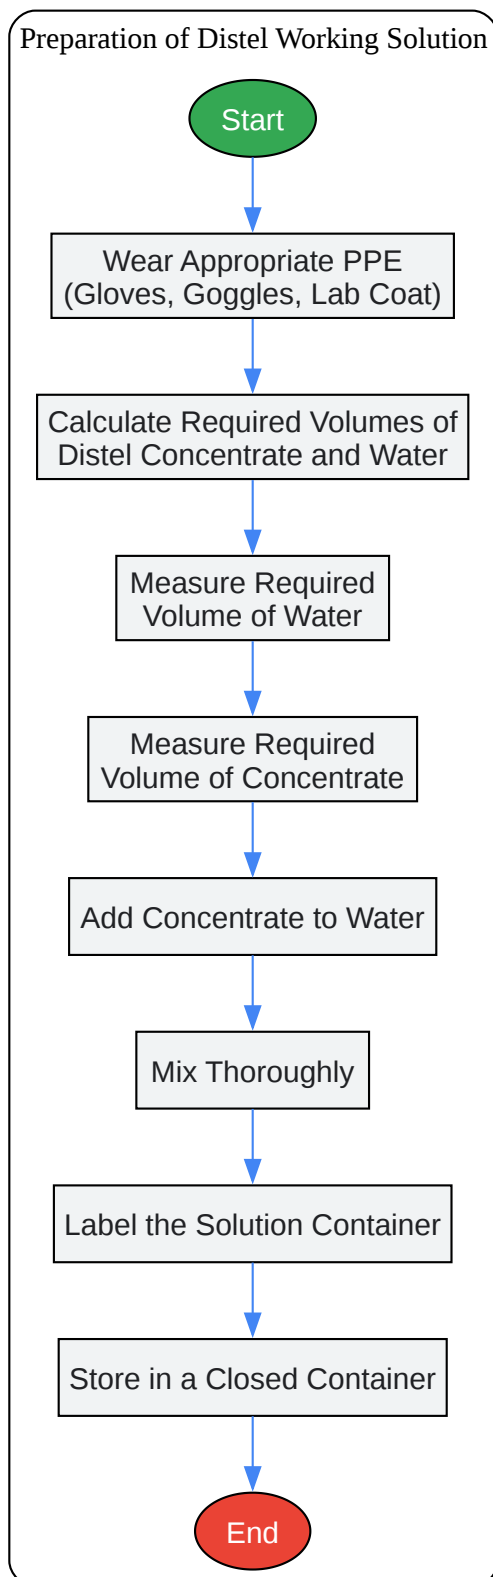 Preparation of Distel Working Solution
Start
Wear Appropriate PPE
(Gloves, Goggles, Lab Coat)
Calculate Required Volumes of
Distel Concentrate and Water
Measure Required
Volume of Water
Measure Required
Volume of Concentrate
Add Concentrate to Water
Mix Thoroughly
Label the Solution Container
Store in a Closed Container
End